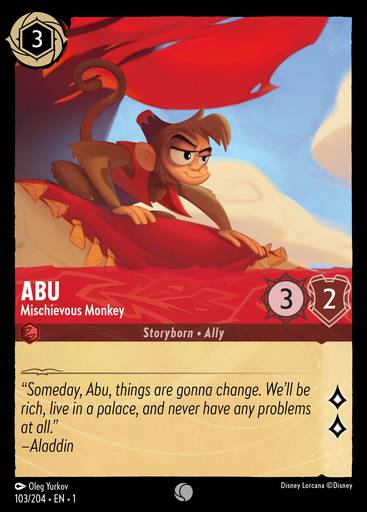 3
ABU
Mischievous Monkey
3
2
Storyborn • Ally
“Someday, Abu, things are gonna change. We’ll be
rich, live in a palace, and never have any problems
at all.”
–Aladdin
Oleg Yurkov
103/204 • EN • 1
Disney Lorcana ©Disney